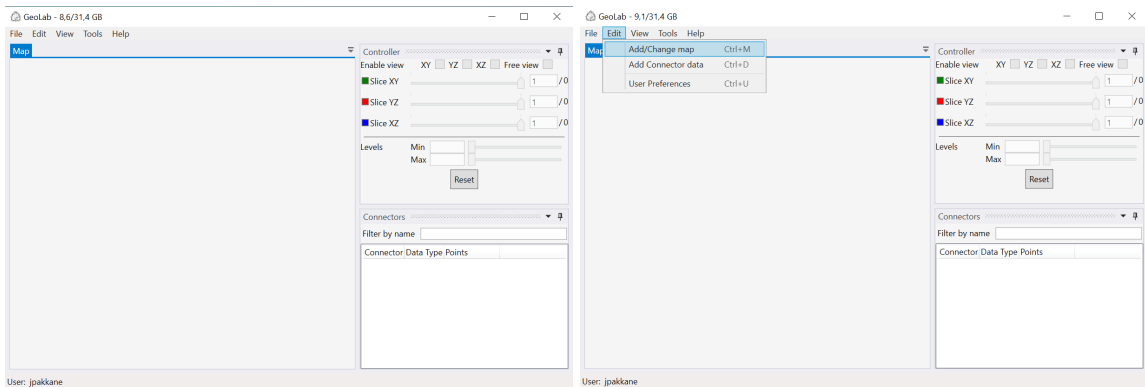 GeoLab - 8,6/31,4 GB
File Edit View Tools Help
Map
Controller
Enable view XY YZ XZ Free view
Slice XY 1 /0
Slice YZ 1 /0
Slice XZ 1 /0
Levels Min
Max
Reset
Connectors
Filter by name
Connector Data Type Points
User: jpakkane
GeoLab - 9,1/31,4 GB
File Edit View Tools Help
Map
Add/Change map Ctrl+M
Add Connector data Ctrl+D
User Preferences Ctrl+U
Controller
Enable view XY YZ XZ Free view
Slice XY 1 /0
Slice YZ 1 /0
Slice XZ 1 /0
Levels Min
Max
Reset
Connectors
Filter by name
Connector Data Type Points
User: jpakkane